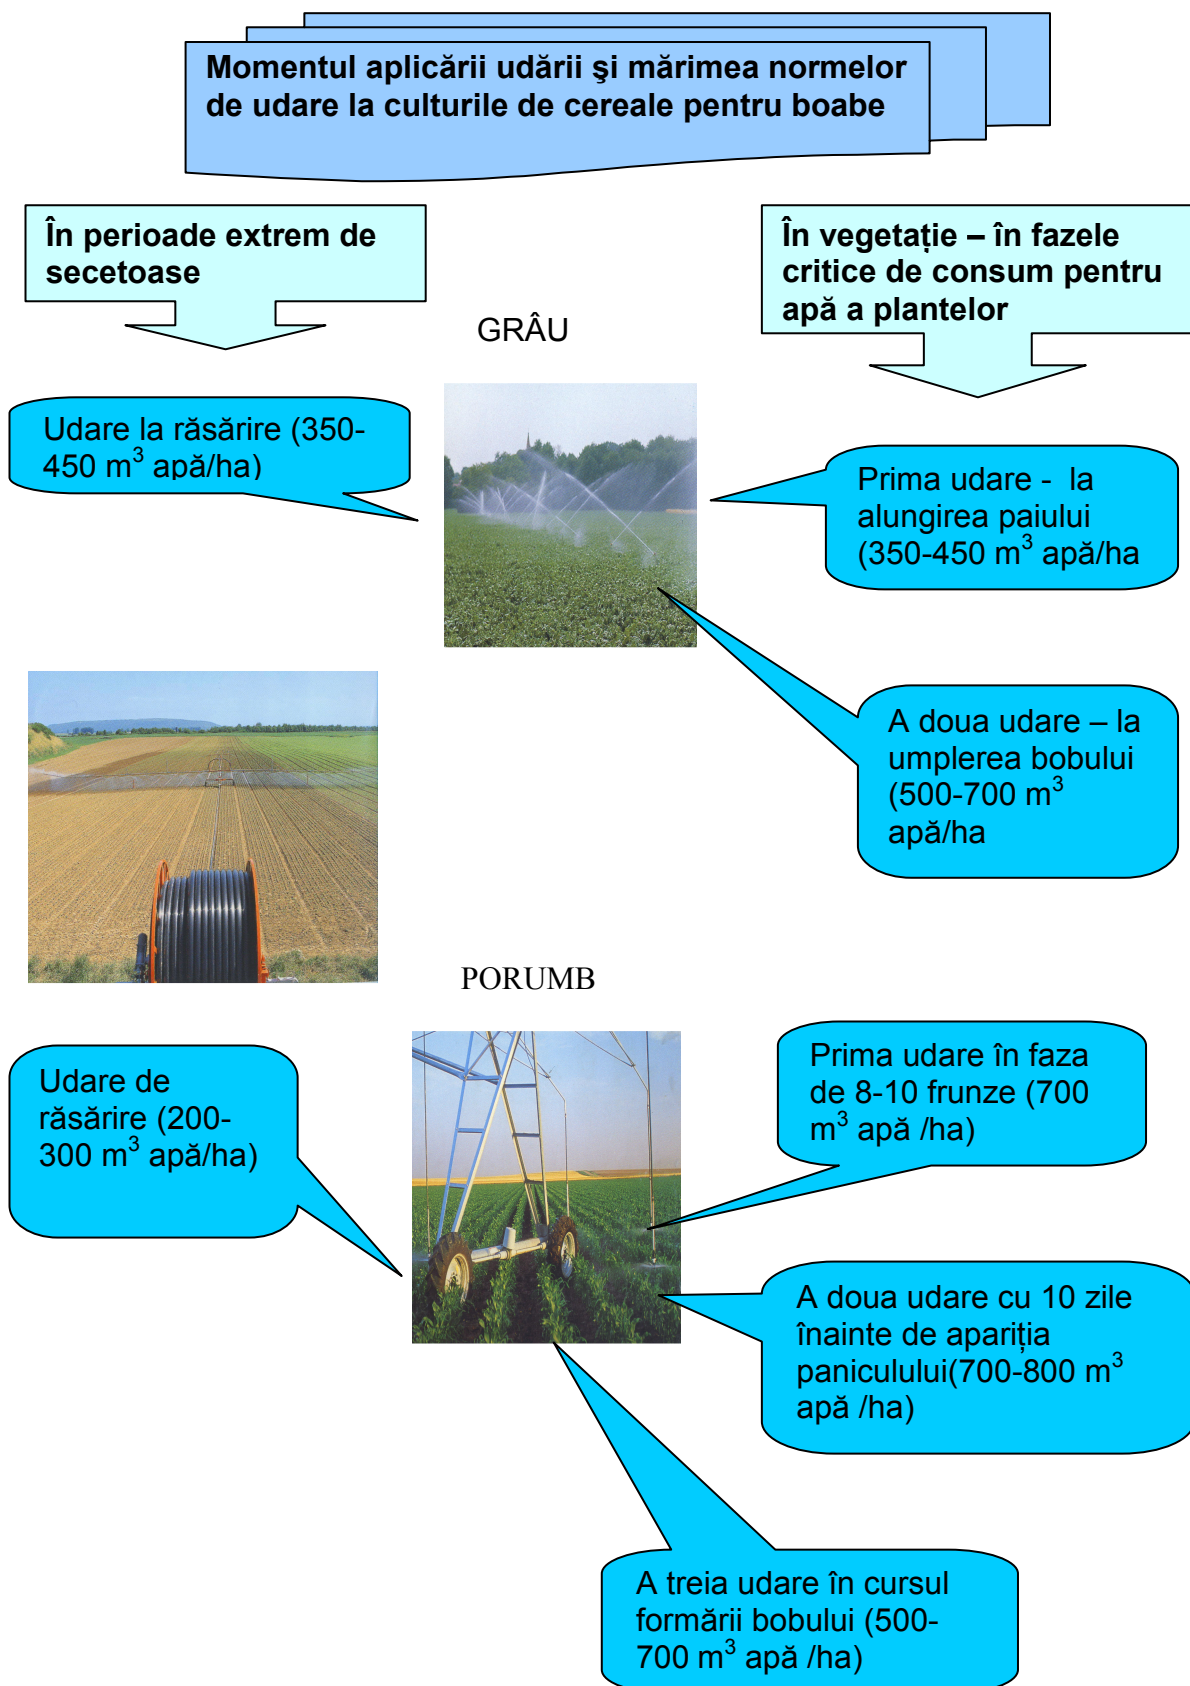 Momentul aplicării udării şi mărimea normelor
de udare la culturile de cereale pentru boabe
În perioade extrem de
secetoase
În vegetaţie – în fazele
critice de consum pentru
apă a plantelor
GRÂU
Udare la răsărire (350-
450 m³ apă/ha)
Prima udare - la
alungirea paiului
(350-450 m³ apă/ha
A doua udare – la
umplerea bobului
(500-700 m³
apă/ha
PORUMB
Udare de
răsărire (200-
300 m³ apă/ha)
Prima udare în faza
de 8-10 frunze (700
m³ apă /ha)
A doua udare cu 10 zile
înainte de apariţia
paniculului(700-800 m³
apă /ha)
A treia udare în cursul
formării bobului (500-
700 m³ apă /ha)